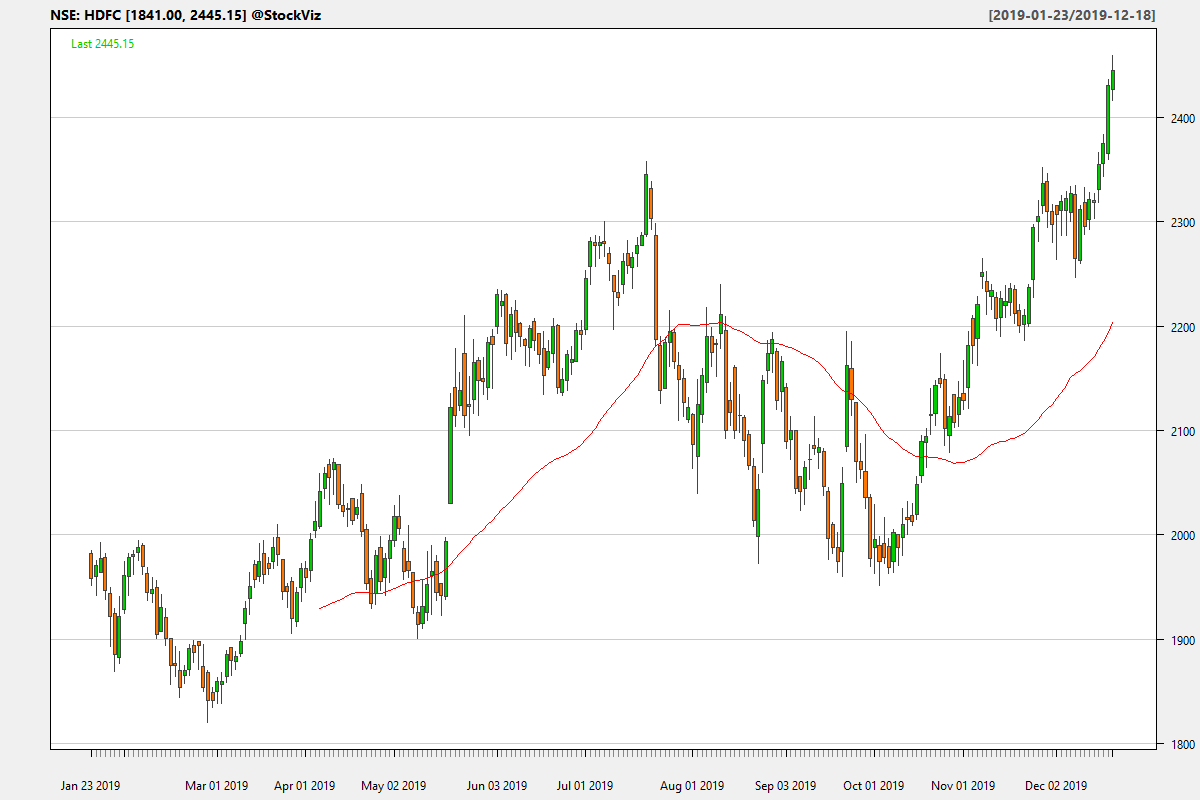 NSE: HDFC [1841.00, 2445.15] @StockViz
[2019-01-23/2019-12-18]
Last 2445.15
2400
2300
2200
2100
2000
1900
1800
Jan 23 2019 Mar 01 2019 Apr 01 2019 May 02 2019 Jun 03 2019 Jul 01 2019 Aug 01 2019 Sep 03 2019 Oct 01 2019 Nov 01 2019 Dec 02 2019